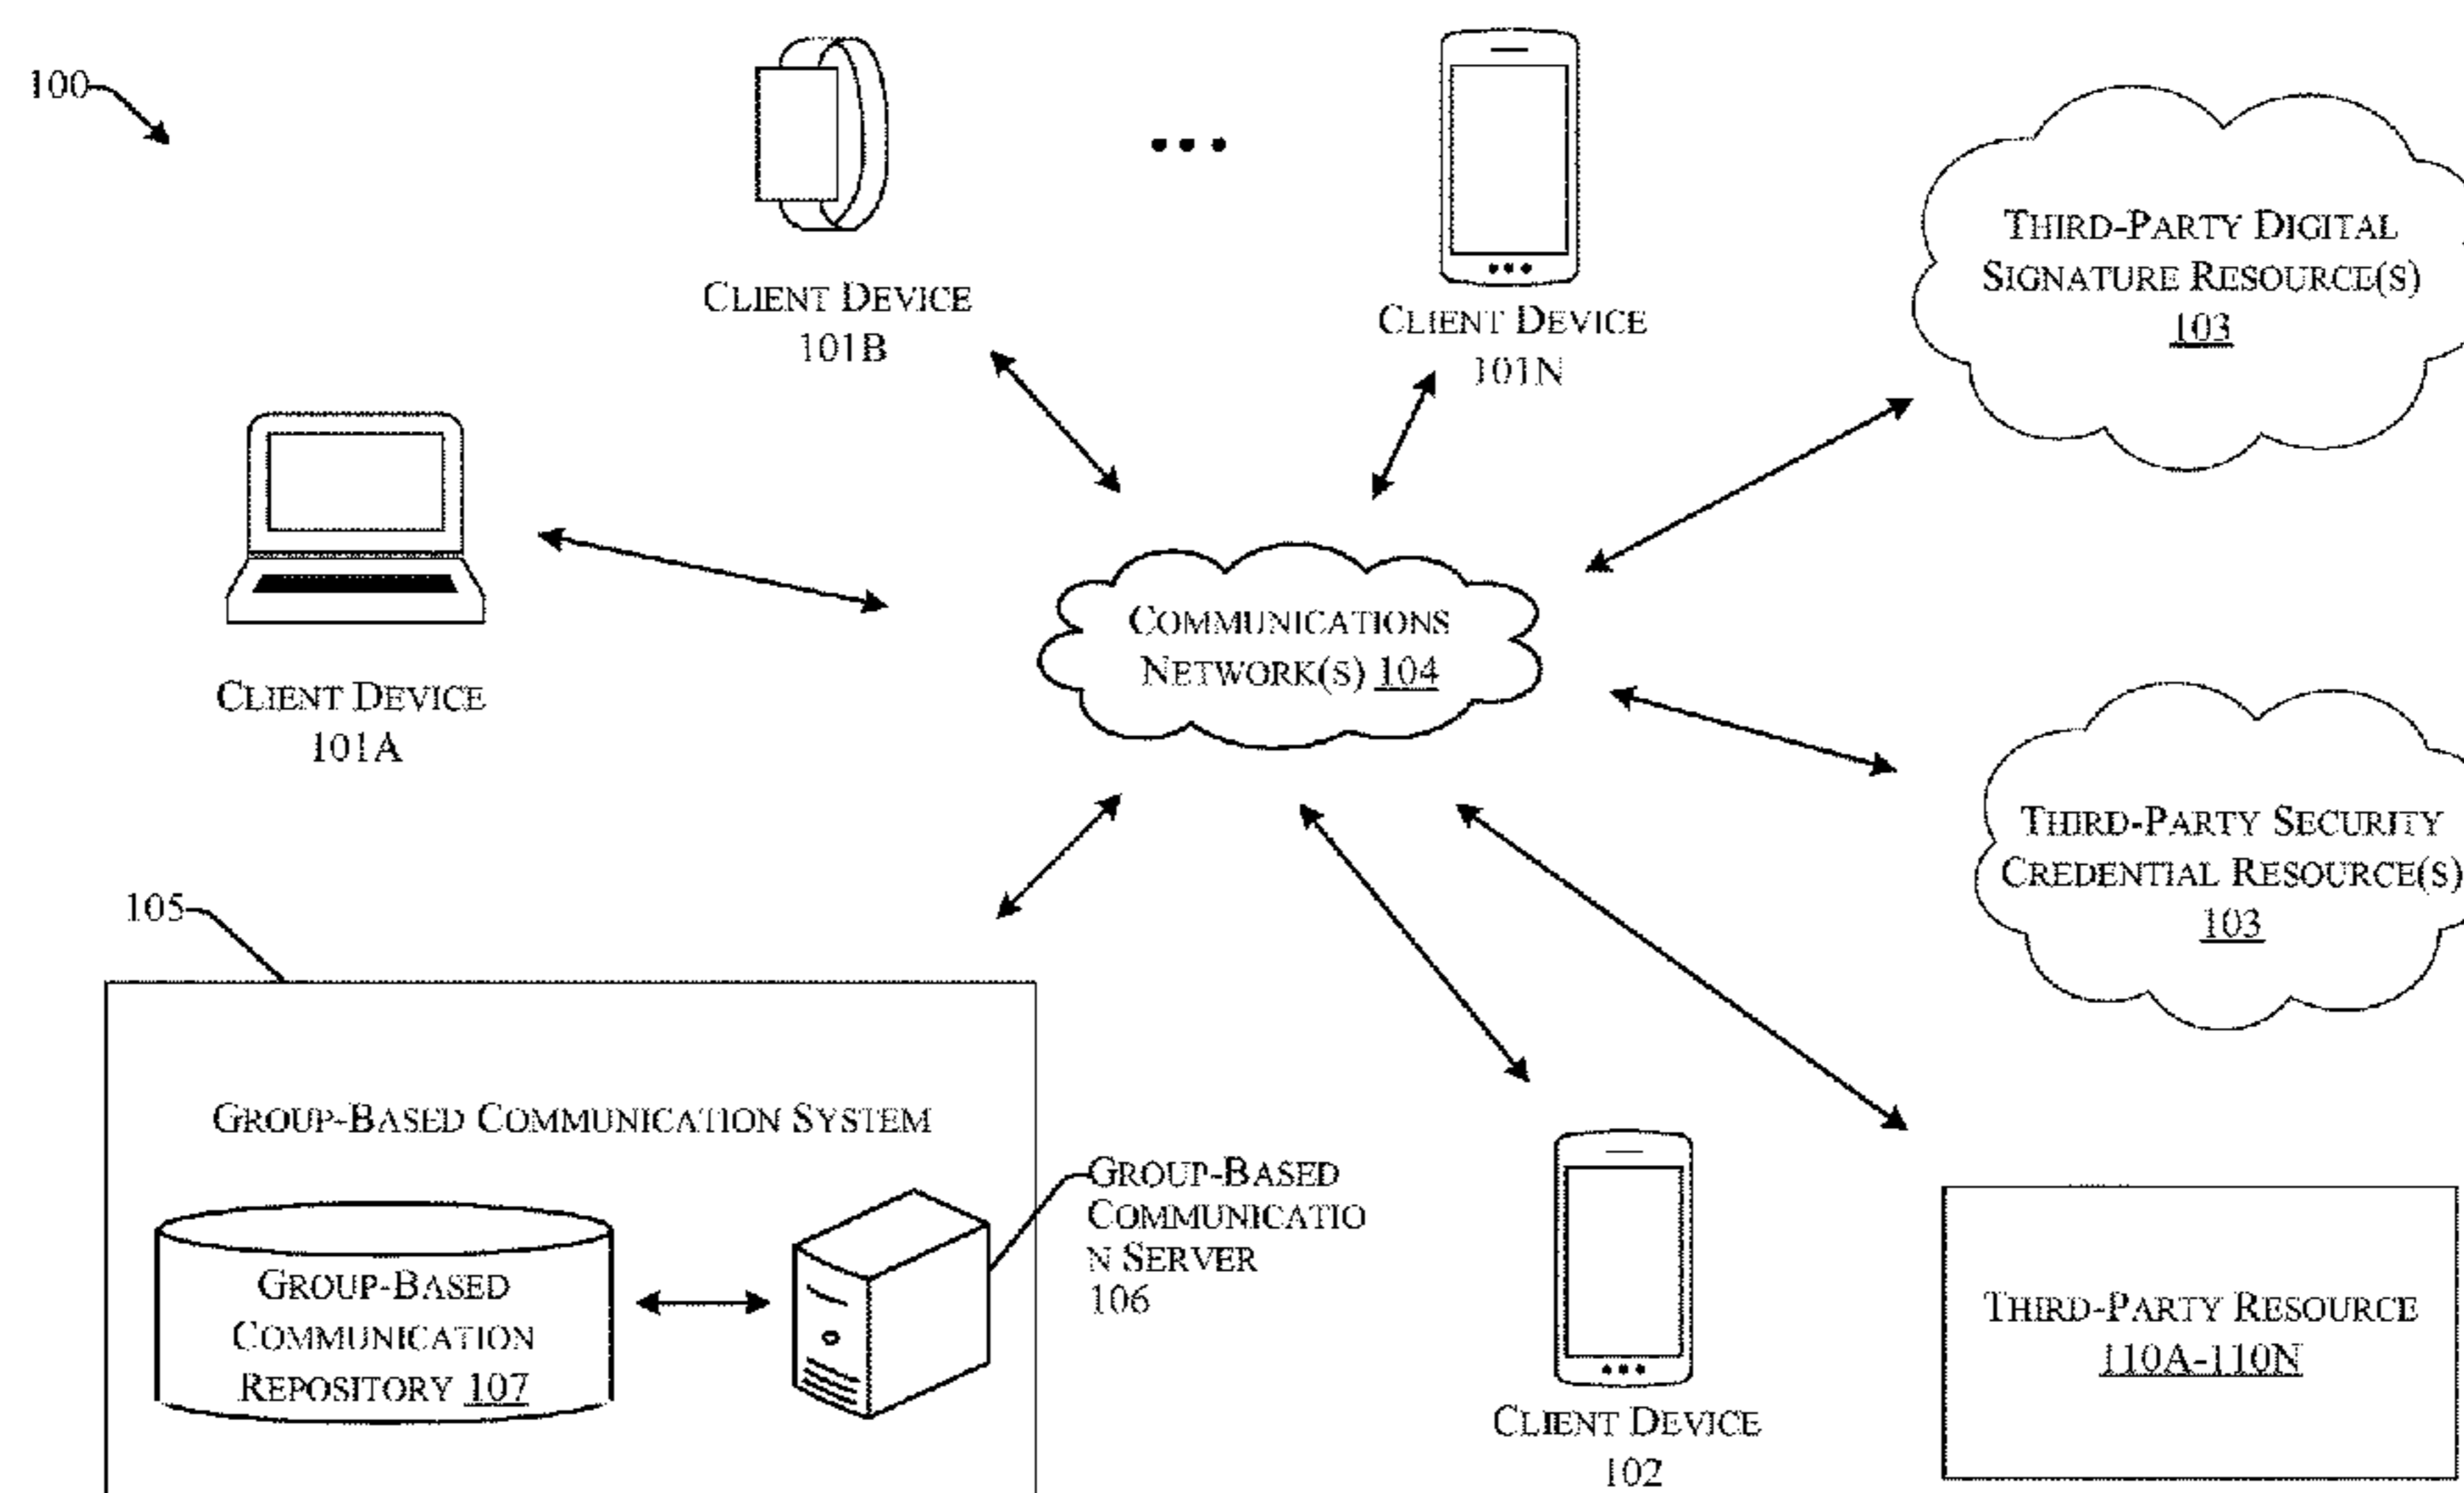 100
CLIENT DEVICE
101B
CLIENT DEVICE
101N
THIRD-PARTY DIGITAL
SIGNATURE RESOURCE(S)
103
CLIENT DEVICE
101A
COMMUNICATIONS
NETWORK(S) 104
THIRD-PARTY SECURITY
CREDENTIAL RESOURCE(S)
103
105
GROUP-BASED COMMUNICATION SYSTEM
GROUP-BASED
COMMUNICATION
REPOSITORY 107
GROUP-BASED
COMMUNICATIO
N SERVER
106
CLIENT DEVICE
102
THIRD-PARTY RESOURCE
110A-110N